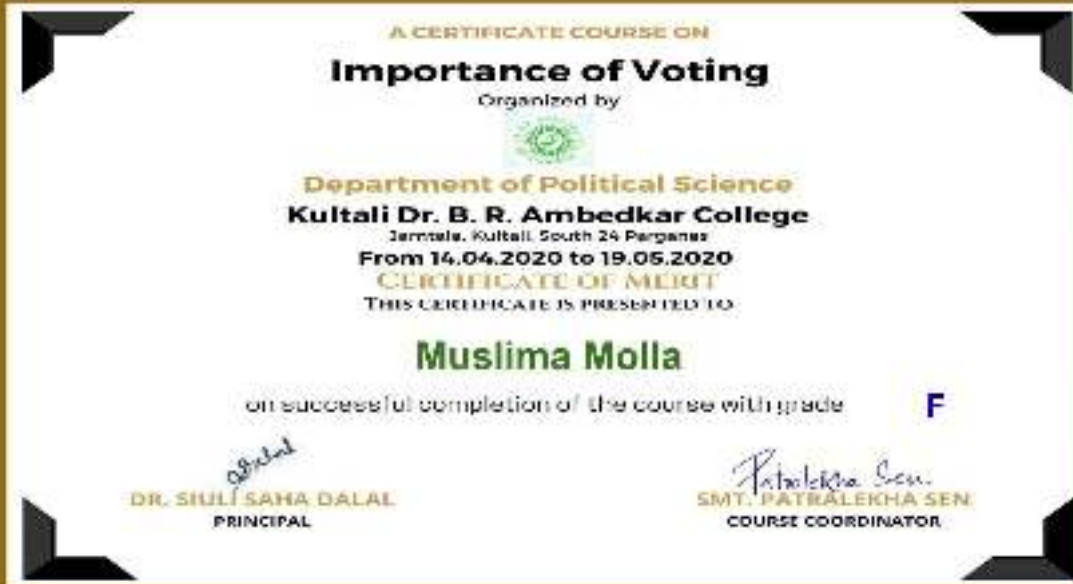 A CERTIFICATE COURSE ON
Importance of Voting
Organized by
Department of Political Science
Kultali Dr. B. R. Ambedkar College
Jamtala, Kultali, South 24 Parganas
From 14.04.2020 to 19.05.2020
CERTIFICATE OF MERIT
THIS CERTIFICATE IS PRESENTED TO
Muslima Molla
on successful completion of the course with grade F
Patralekha Sen.
DR. SIULI SAHA DALAL
SMT. PATRALEKHA SEN
PRINCIPAL
COURSE COORDINATOR